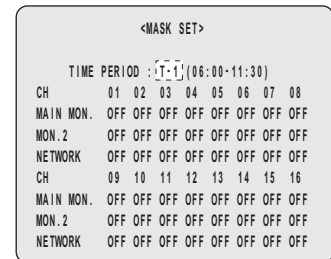 <MASK SET>
TIME PERIOD : T-1 (06:00-11:30)
CH 01 02 03 04 05 06 07 08
MAIN MON. OFF OFF OFF OFF OFF OFF OFF OFF
MON.2 OFF OFF OFF OFF OFF OFF OFF OFF
NETWORK OFF OFF OFF OFF OFF OFF OFF OFF
CH 09 10 11 12 13 14 15 16
MAIN MON. OFF OFF OFF OFF OFF OFF OFF OFF
MON.2 OFF OFF OFF OFF OFF OFF OFF OFF
NETWORK OFF OFF OFF OFF OFF OFF OFF OFF